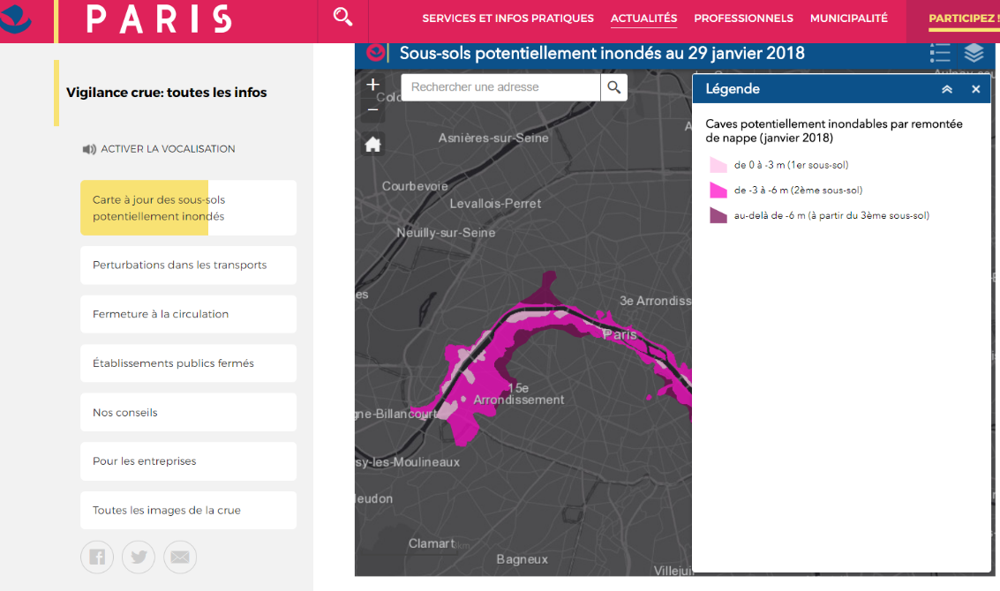 PARIS
SERVICES ET INFOS PRATIQUES
ACTUALITÉS
PROFESSIONNELS
MUNICIPALITÉ
PARTICIPEZ !
Vigilance crue: toutes les infos
ACTIVER LA VOCALISATION
Carte à jour des sous-sols
potentiellement inondés
Perturbations dans les transports
Fermeture à la circulation
Établissements publics fermés
Nos conseils
Pour les entreprises
Toutes les images de la crue
Sous-sols potentiellement inondés au 29 janvier 2018
+
Rechercher une adresse
−
Asnières-sur-Seine
Courbevoie
Levallois-Perret
Neuilly-sur-Seine
3e Arrondiss
Paris
15e
Arrondissement
gne-Billancourt
sy-les-Moulineaux
leudon
Clamart
Bagneux
Villejuif
Légende
Caves potentiellement inondables par remontée
de nappe (janvier 2018)
de 0 à -3 m (1er sous-sol)
de -3 à -6 m (2ème sous-sol)
au-delà de -6 m (à partir du 3ème sous-sol)